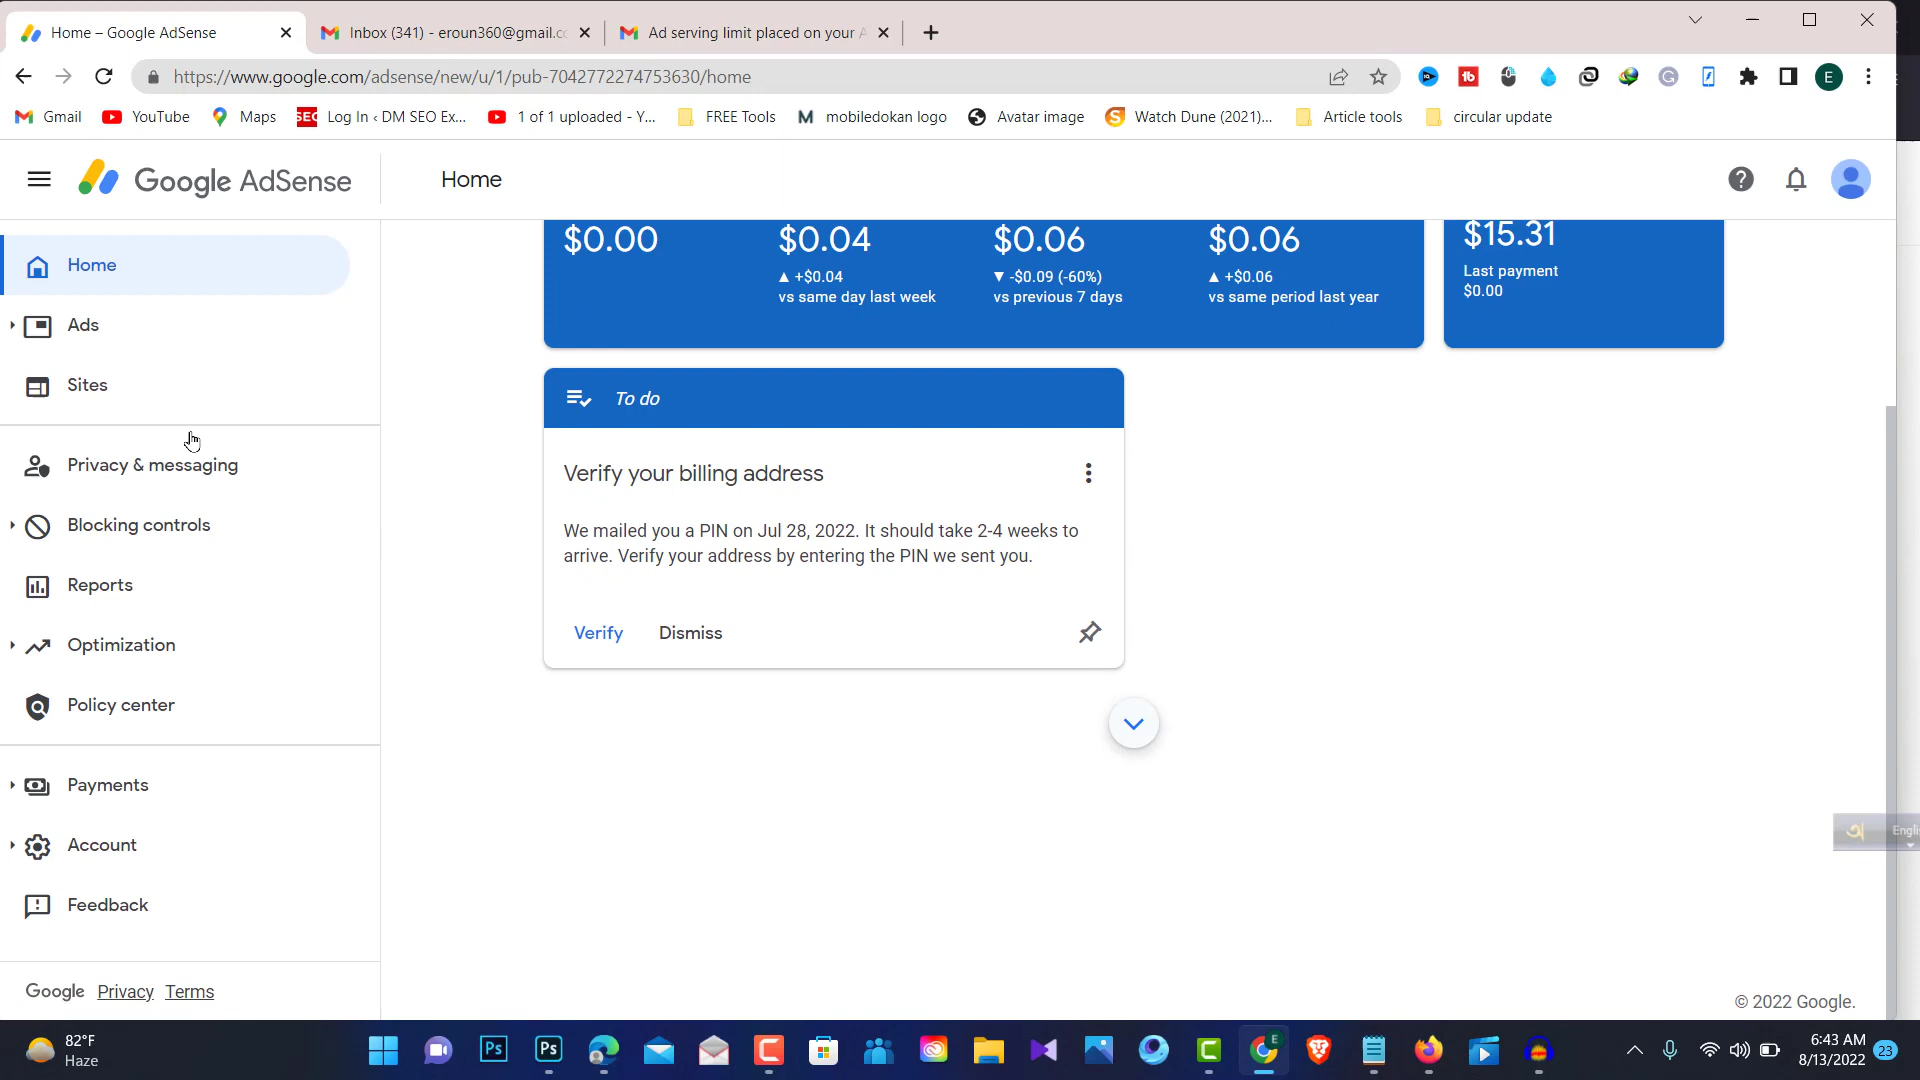 Home – Google AdSense
Inbox (341) - eroun360@gmail.co
Ad serving limit placed on your A
https://www.google.com/adsense/new/u/1/pub-7042772274753630/home
E
Gmail
YouTube
Maps
SEC
Log In ‹ DM SEO Ex...
1 of 1 uploaded - Y...
FREE Tools
M
mobiledokan logo
Avatar image
Watch Dune (2021)...
Article tools
circular update
Google AdSense
Home
Home
Ads
Sites
Privacy & messaging
Blocking controls
Reports
Optimization
Policy center
Payments
Account
Feedback
Google Privacy Terms
$0.00
$0.04
+$0.04
vs same day last week
$0.06
-$0.09 (-60%)
vs previous 7 days
$0.06
+$0.06
vs same period last year
$15.31
Last payment
$0.00
To do
Verify your billing address
We mailed you a PIN on Jul 28, 2022. It should take 2-4 weeks to
arrive. Verify your address by entering the PIN we sent you.
Verify
Dismiss
© 2022 Google.
82°F
Haze
Ps
Ps
E
6:43 AM
8/13/2022
23